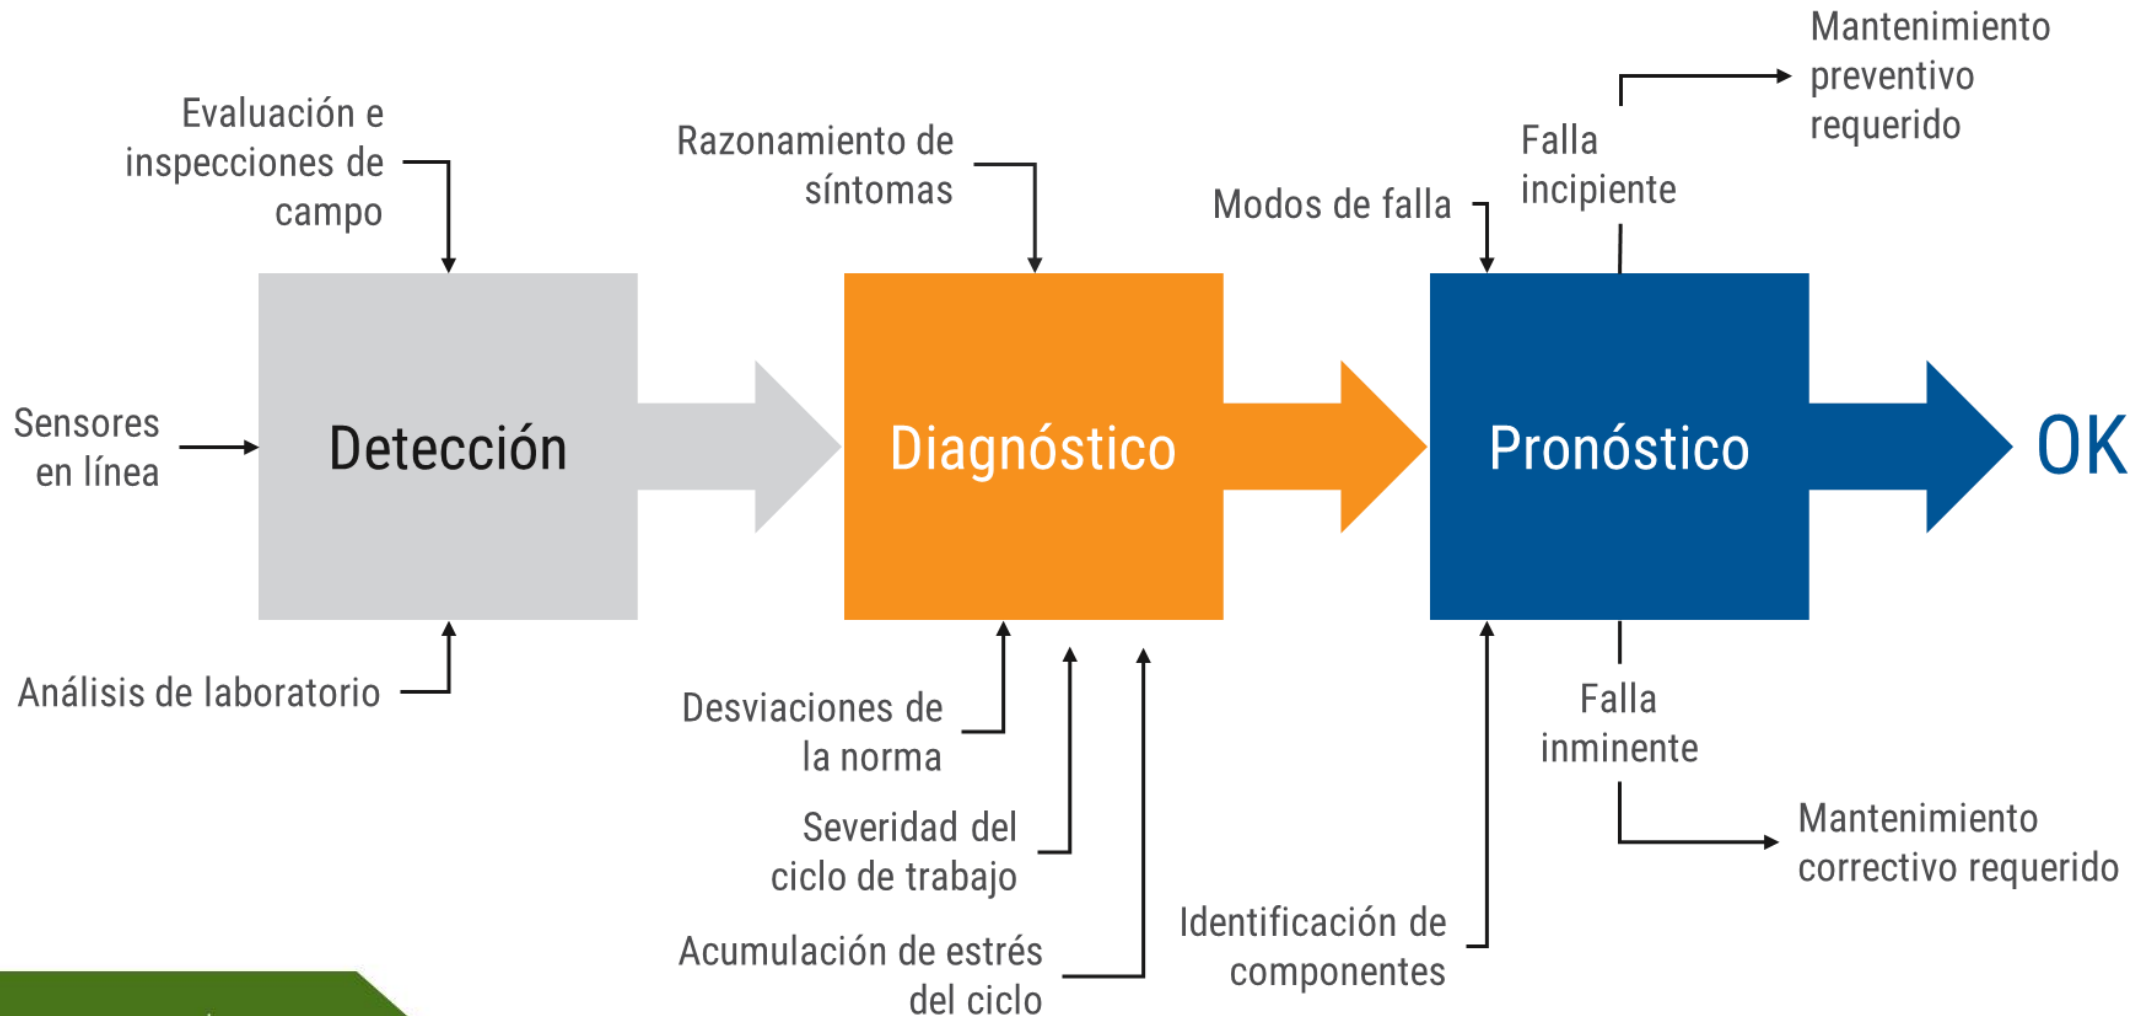 Mantenimiento
preventivo
requerido
Evaluación e
inspecciones de
campo
Razonamiento de
síntomas
Modos de falla
Falla
incipiente
Sensores
en línea
Detección
Diagnóstico
Pronóstico
OK
Análisis de laboratorio
Desviaciones de
la norma
Severidad del
ciclo de trabajo
Acumulación de estrés
del ciclo
Identificación de
componentes
Falla
inminente
Mantenimiento
correctivo requerido